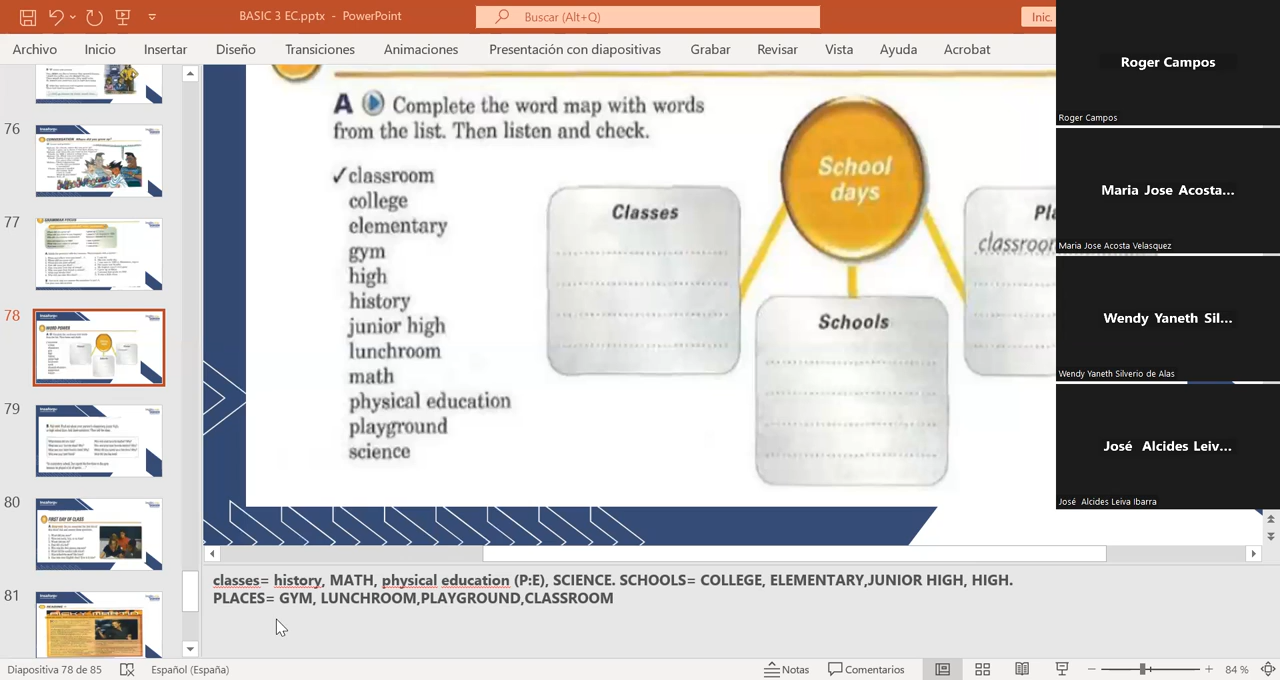 BASIC 3 EC.pptx - PowerPoint
Buscar (Alt+Q)
Inic.
Archivo Inicio Insertar Diseño Transiciones Animaciones Presentación con diapositivas Grabar Revisar Vista Ayuda Acrobat
76
77
78
79
80
81
A Complete the word map with words
from the list. Then listen and check.
✓classroom
college
elementary
gym
high
history
junior high
lunchroom
math
physical education
playground
science
Classes
School
days
Schools
classroom
Roger Campos
Roger Campos
Maria Jose Acosta...
Maria Jose Acosta Velasquez
Wendy Yaneth Sil...
Wendy Yaneth Silverio de Alas
José Alcides Leiv...
José Alcides Leiva Ibarra
classes= history, MATH, physical education (P:E), SCIENCE. SCHOOLS= COLLEGE, ELEMENTARY,JUNIOR HIGH, HIGH.
PLACES= GYM, LUNCHROOM,PLAYGROUND,CLASSROOM
Diapositiva 78 de 85 Español (España) Notas Comentarios 84 %